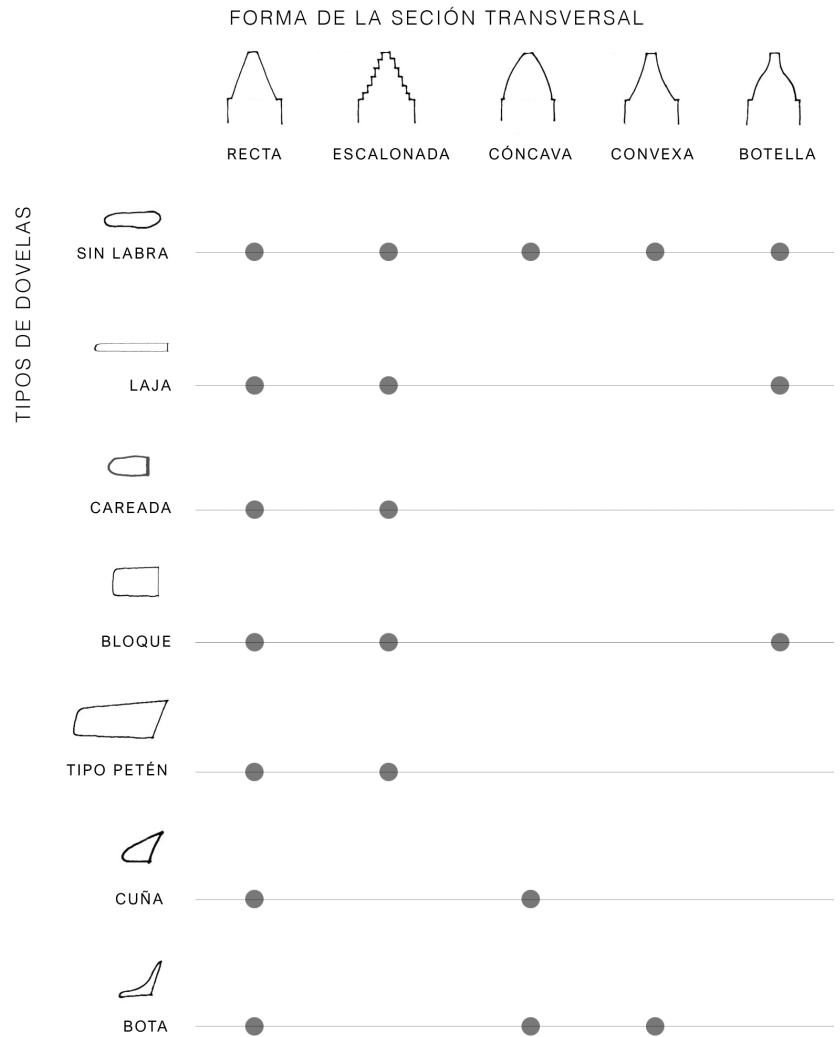 FORMA DE LA SECIÓN TRANSVERSAL
RECTA ESCALONADA CÓNCAVA CONVEXA BOTELLA
TIPOS DE DOVELAS
SIN LABRA
LAJA
CAREADA
BLOQUE
TIPO PETÉN
CUÑA
BOTA